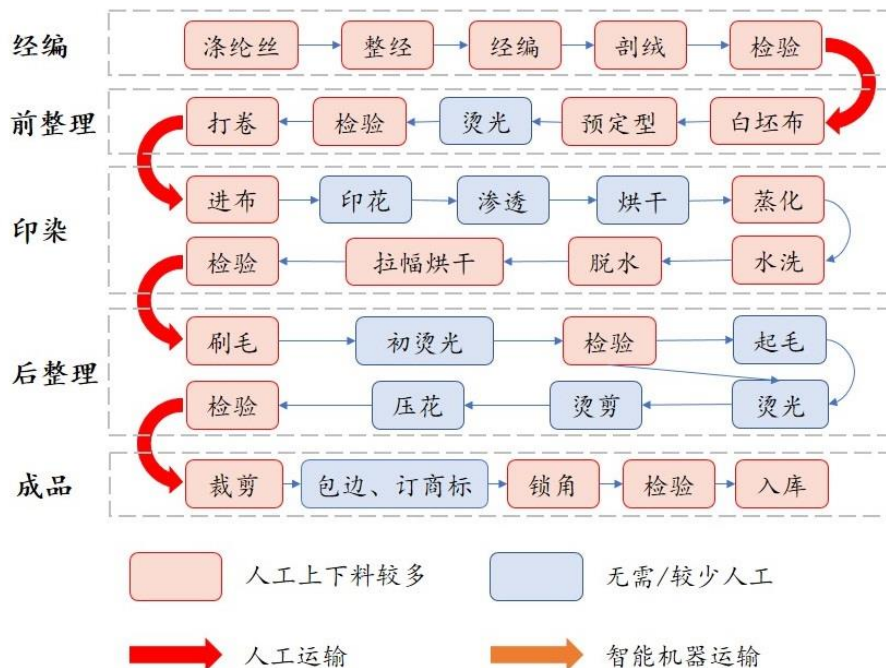 经编 涤纶丝 整经 经编 剖绒 检验
前整理 打卷 检验 烫光 预定型 白坯布
进布 印花 渗透 烘干 蒸化
印染
检验 拉幅烘干 脱水 水洗
刷毛 初烫光 检验 起毛
后整理
检验 压花 烫剪 烫光
成品 裁剪 包边、订商标 锁角 检验 入库
人工上下料较多 无需/较少人工
人工运输 智能机器运输